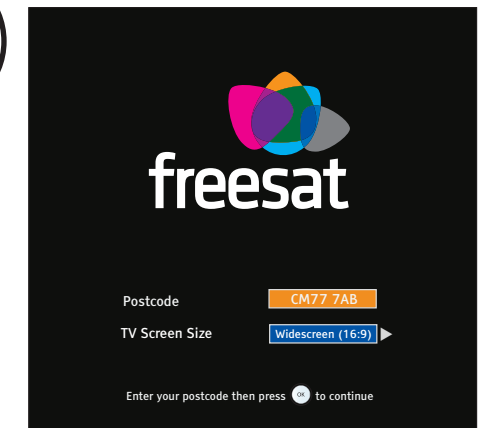 freesat
Postcode CM77 7AB
TV Screen Size Widescreen (16:9)
Enter your postcode then press OK to continue